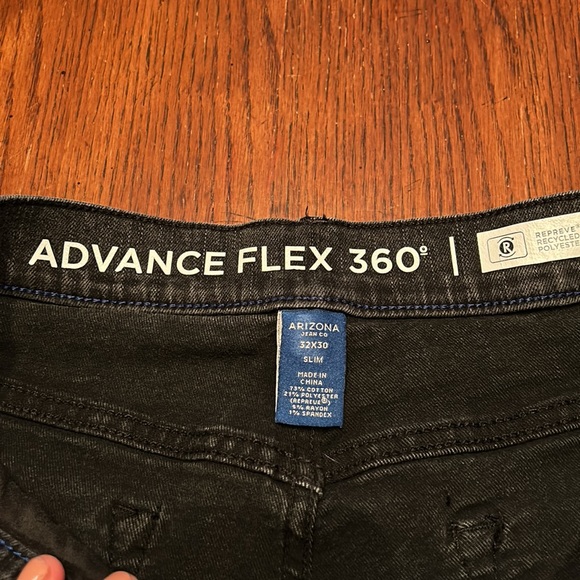 ADVANCE FLEX 360º |
R
REPREVE®
RECYCLED
POLYESTER
ARIZONA
JEAN CO
32X30
SLIM
MADE IN
CHINA
73% COTTON
21% POLYESTER
(REPREVE®)
5% RAYON
1% SPANDEX